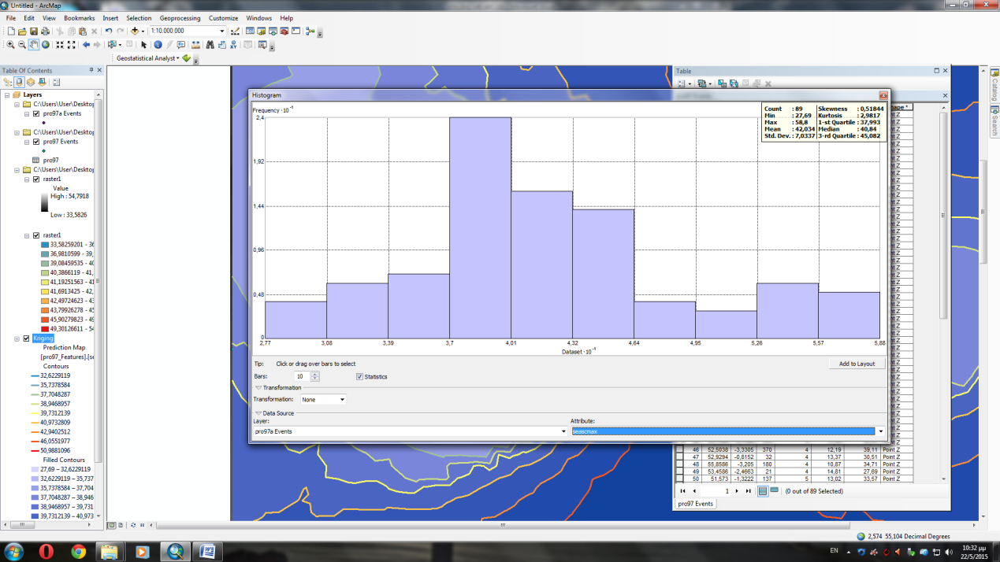 Untitled - ArcMap
File Edit View Bookmarks Insert Selection Geoprocessing Customize Windows Help
1:10.000.000
Geostatistical Analyst
Table Of Contents
Layers
C:\Users\User\Desktop
pro97a Events
C:\Users\User\Desktop
pro97 Events
pro97
C:\Users\User\Desktop
raster1
Value
High : 54,7918
Low : 33,5826
raster1
33,58259201 - 36
36,9810599 - 39,
39,08459535 - 40
40,3866119 - 41,
41,19251563 - 41
41,6913425 - 42,
42,49724623 - 43
43,79926278 - 45
45,90279823 - 49
49,30126611 - 54
Kriging
Prediction Map
[pro97_Features].[se
Contours
32,6229119
35,7378584
37,7048287
38,9468957
39,7312139
40,9732809
42,9402512
46,0551977
50,9881096
Filled Contours
27,69 – 32,6229119
32,6229119 – 35,737
35,7378584 – 37,704
37,7048287 – 38,946
38,9468957 – 39,731
39,7312139 – 40,973
Histogram
Frequency · 10⁻¹
2,4
1,92
1,44
0,96
0,48
0
2,77 3,08 3,39 3,7 4,01 4,32 4,64 4,95 5,26 5,57 5,88
Dataset · 10⁻¹
Count : 89 Skewness : 0,51844
Min : 27,69 Kurtosis : 2,9817
Max : 58,8 1-st Quartile : 37,993
Mean : 42,034 Median : 40,84
Std. Dev. : 7,0337 3-rd Quartile : 45,082
Tip: Click or drag over bars to select
Add to Layout
Bars: 10 Statistics
Transformation
Transformation: None
Data Source
Layer: Attribute:
pro97a Events seascmax
Table
hape *
nt Z
46 52,5038 -3,3305 370 4 12,19 39,11 Point Z
47 52,9294 -0,8152 32 4 13,37 30,51 Point Z
48 55,8586 -3,205 180 4 10,87 34,71 Point Z
49 53,4586 -2,4663 21 4 14,81 27,69 Point Z
50 51,573 -1,3222 137 5 13,02 33,57 Point Z
1 (0 out of 89 Selected)
pro97 Events
Catalog
Search
2,574 55,104 Decimal Degrees
EN
10:32 μμ
22/5/2015